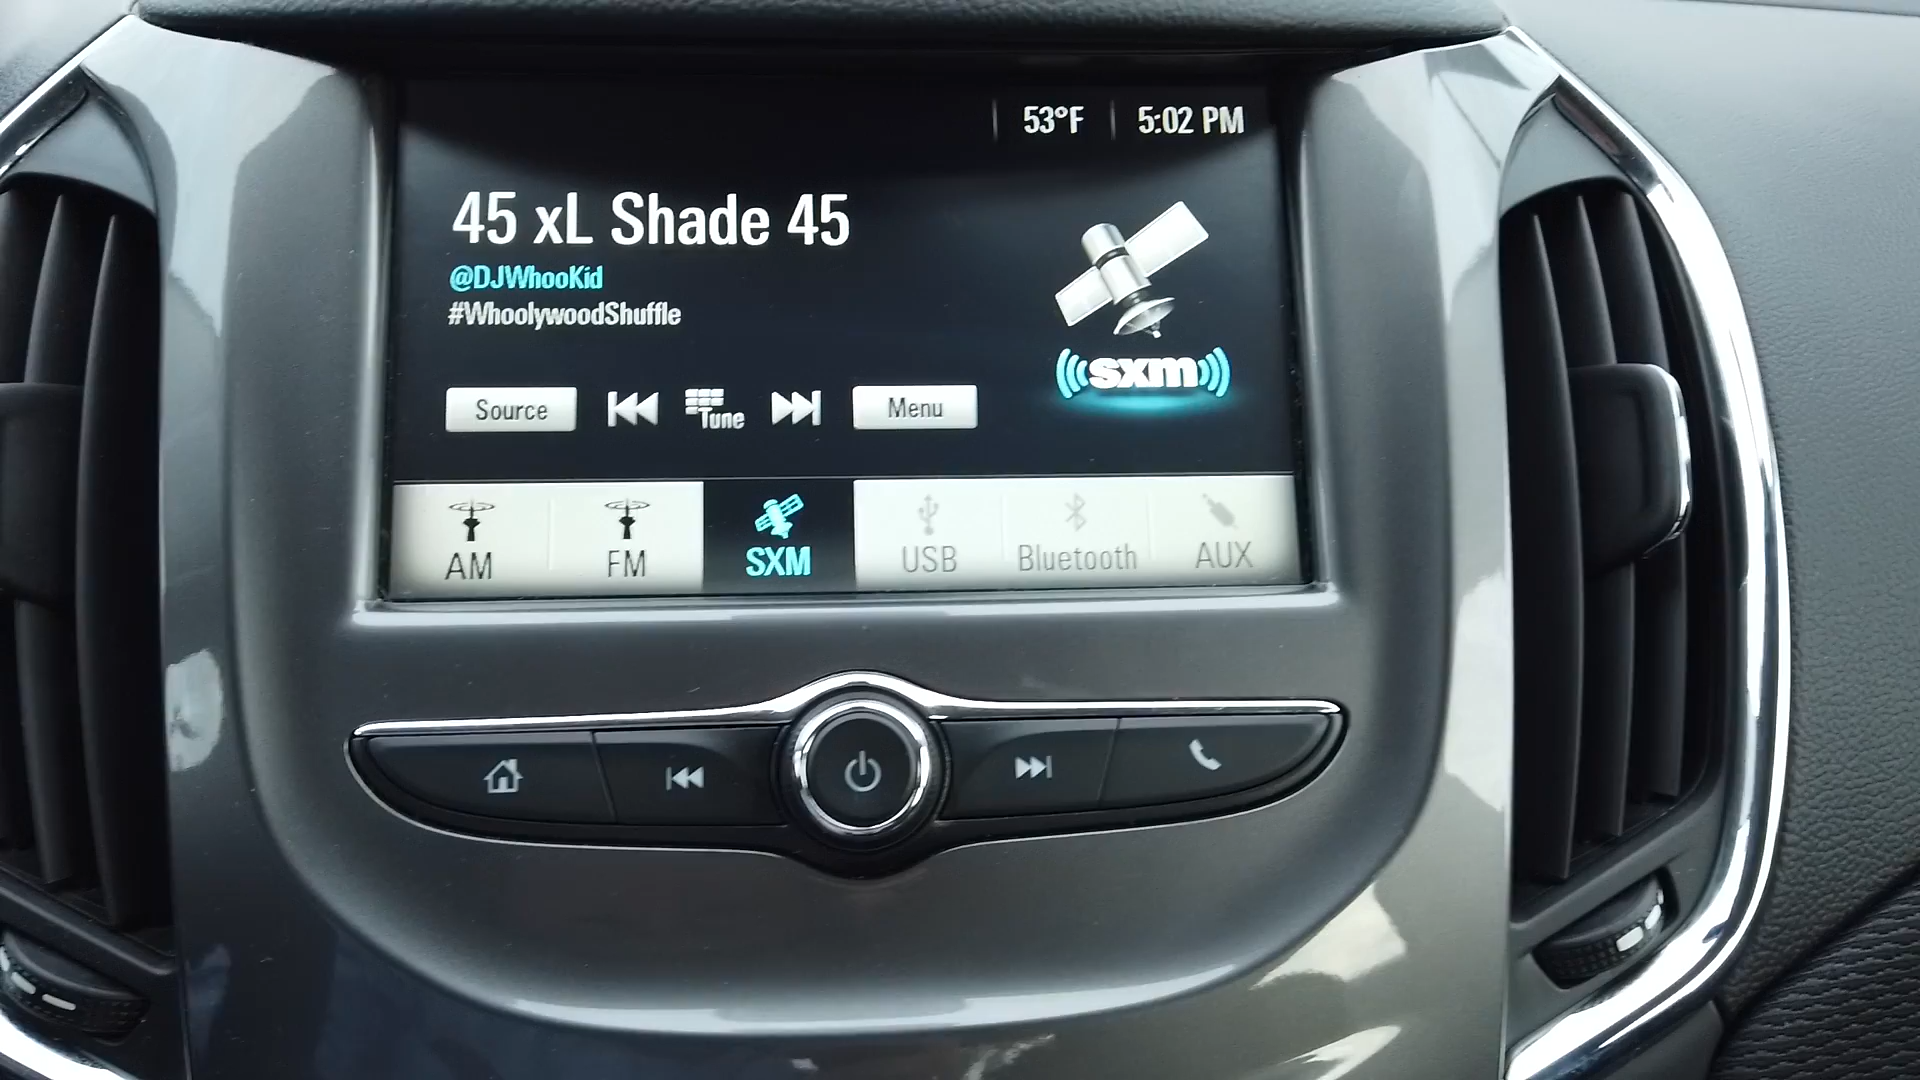 53°F 5:02 PM
45 xL Shade 45
@DJWhooKid
#WhoolywoodShuffle
Source Tune Menu
sxm
AM FM SXM USB Bluetooth AUX